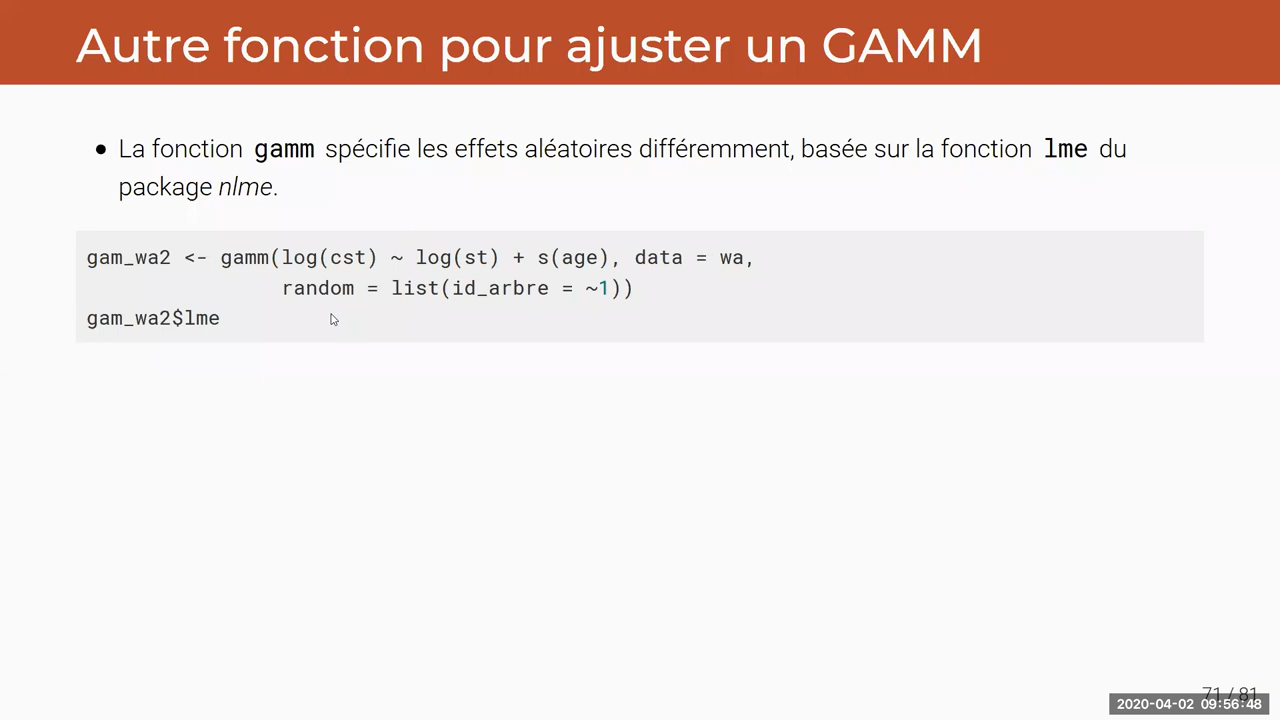 Autre fonction pour ajuster un GAMM
• La fonction gamm spécifie les effets aléatoires différemment, basée sur la fonction lme du
package nlme.
gam_wa2 <- gamm(log(cst) ~ log(st) + s(age), data = wa,
random = list(id_arbre = ~1))
gam_wa2$lme
71 / 81
2020-04-02 09:56:48